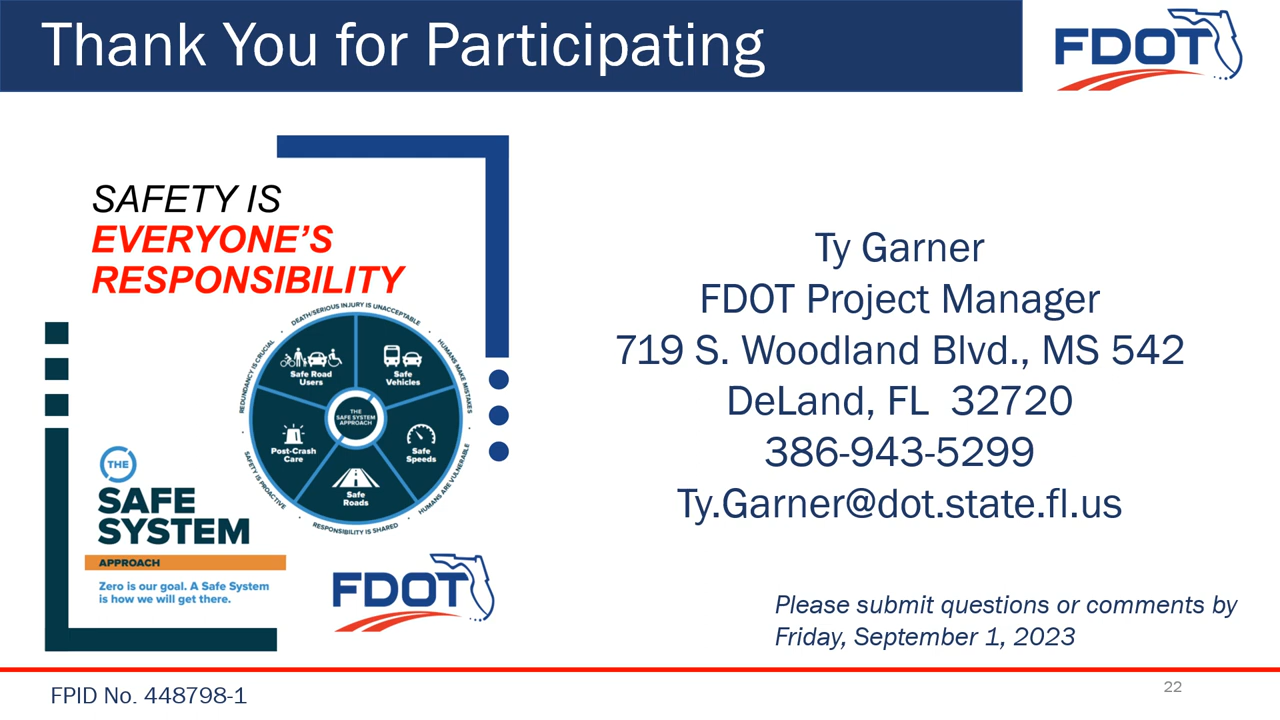 Thank You for Participating
FDOT
SAFETY IS
EVERYONE’S
RESPONSIBILITY
DEATH/SERIOUS INJURY IS UNACCEPTABLE
HUMANS MAKE MISTAKES
HUMANS ARE VULNERABLE
RESPONSIBILITY IS SHARED
SAFETY IS PROACTIVE
REDUNDANCY IS CRUCIAL
Safe Road
Users
Safe
Vehicles
THE
SAFE SYSTEM
APPROACH
Post-Crash
Care
Safe
Speeds
Safe
Roads
THE
SAFE
SYSTEM
APPROACH
Zero is our goal. A Safe System
is how we will get there.
FDOT
Ty Garner
FDOT Project Manager
719 S. Woodland Blvd., MS 542
DeLand, FL  32720
386-943-5299
Ty.Garner@dot.state.fl.us
Please submit questions or comments by
Friday, September 1, 2023
FPID No. 448798-1
22